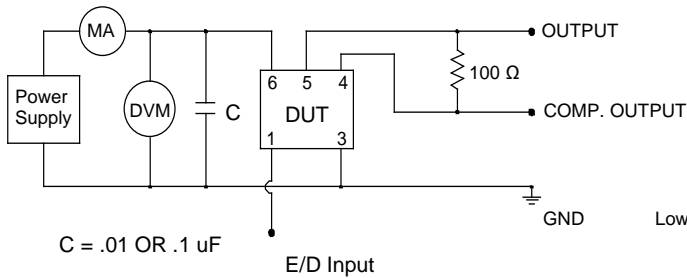 MA
OUTPUT
6 5 4
100 Ω
Power
Supply
DVM
C
DUT
COMP. OUTPUT
1 3
GND
Low
C = .01 OR .1 uF
E/D Input